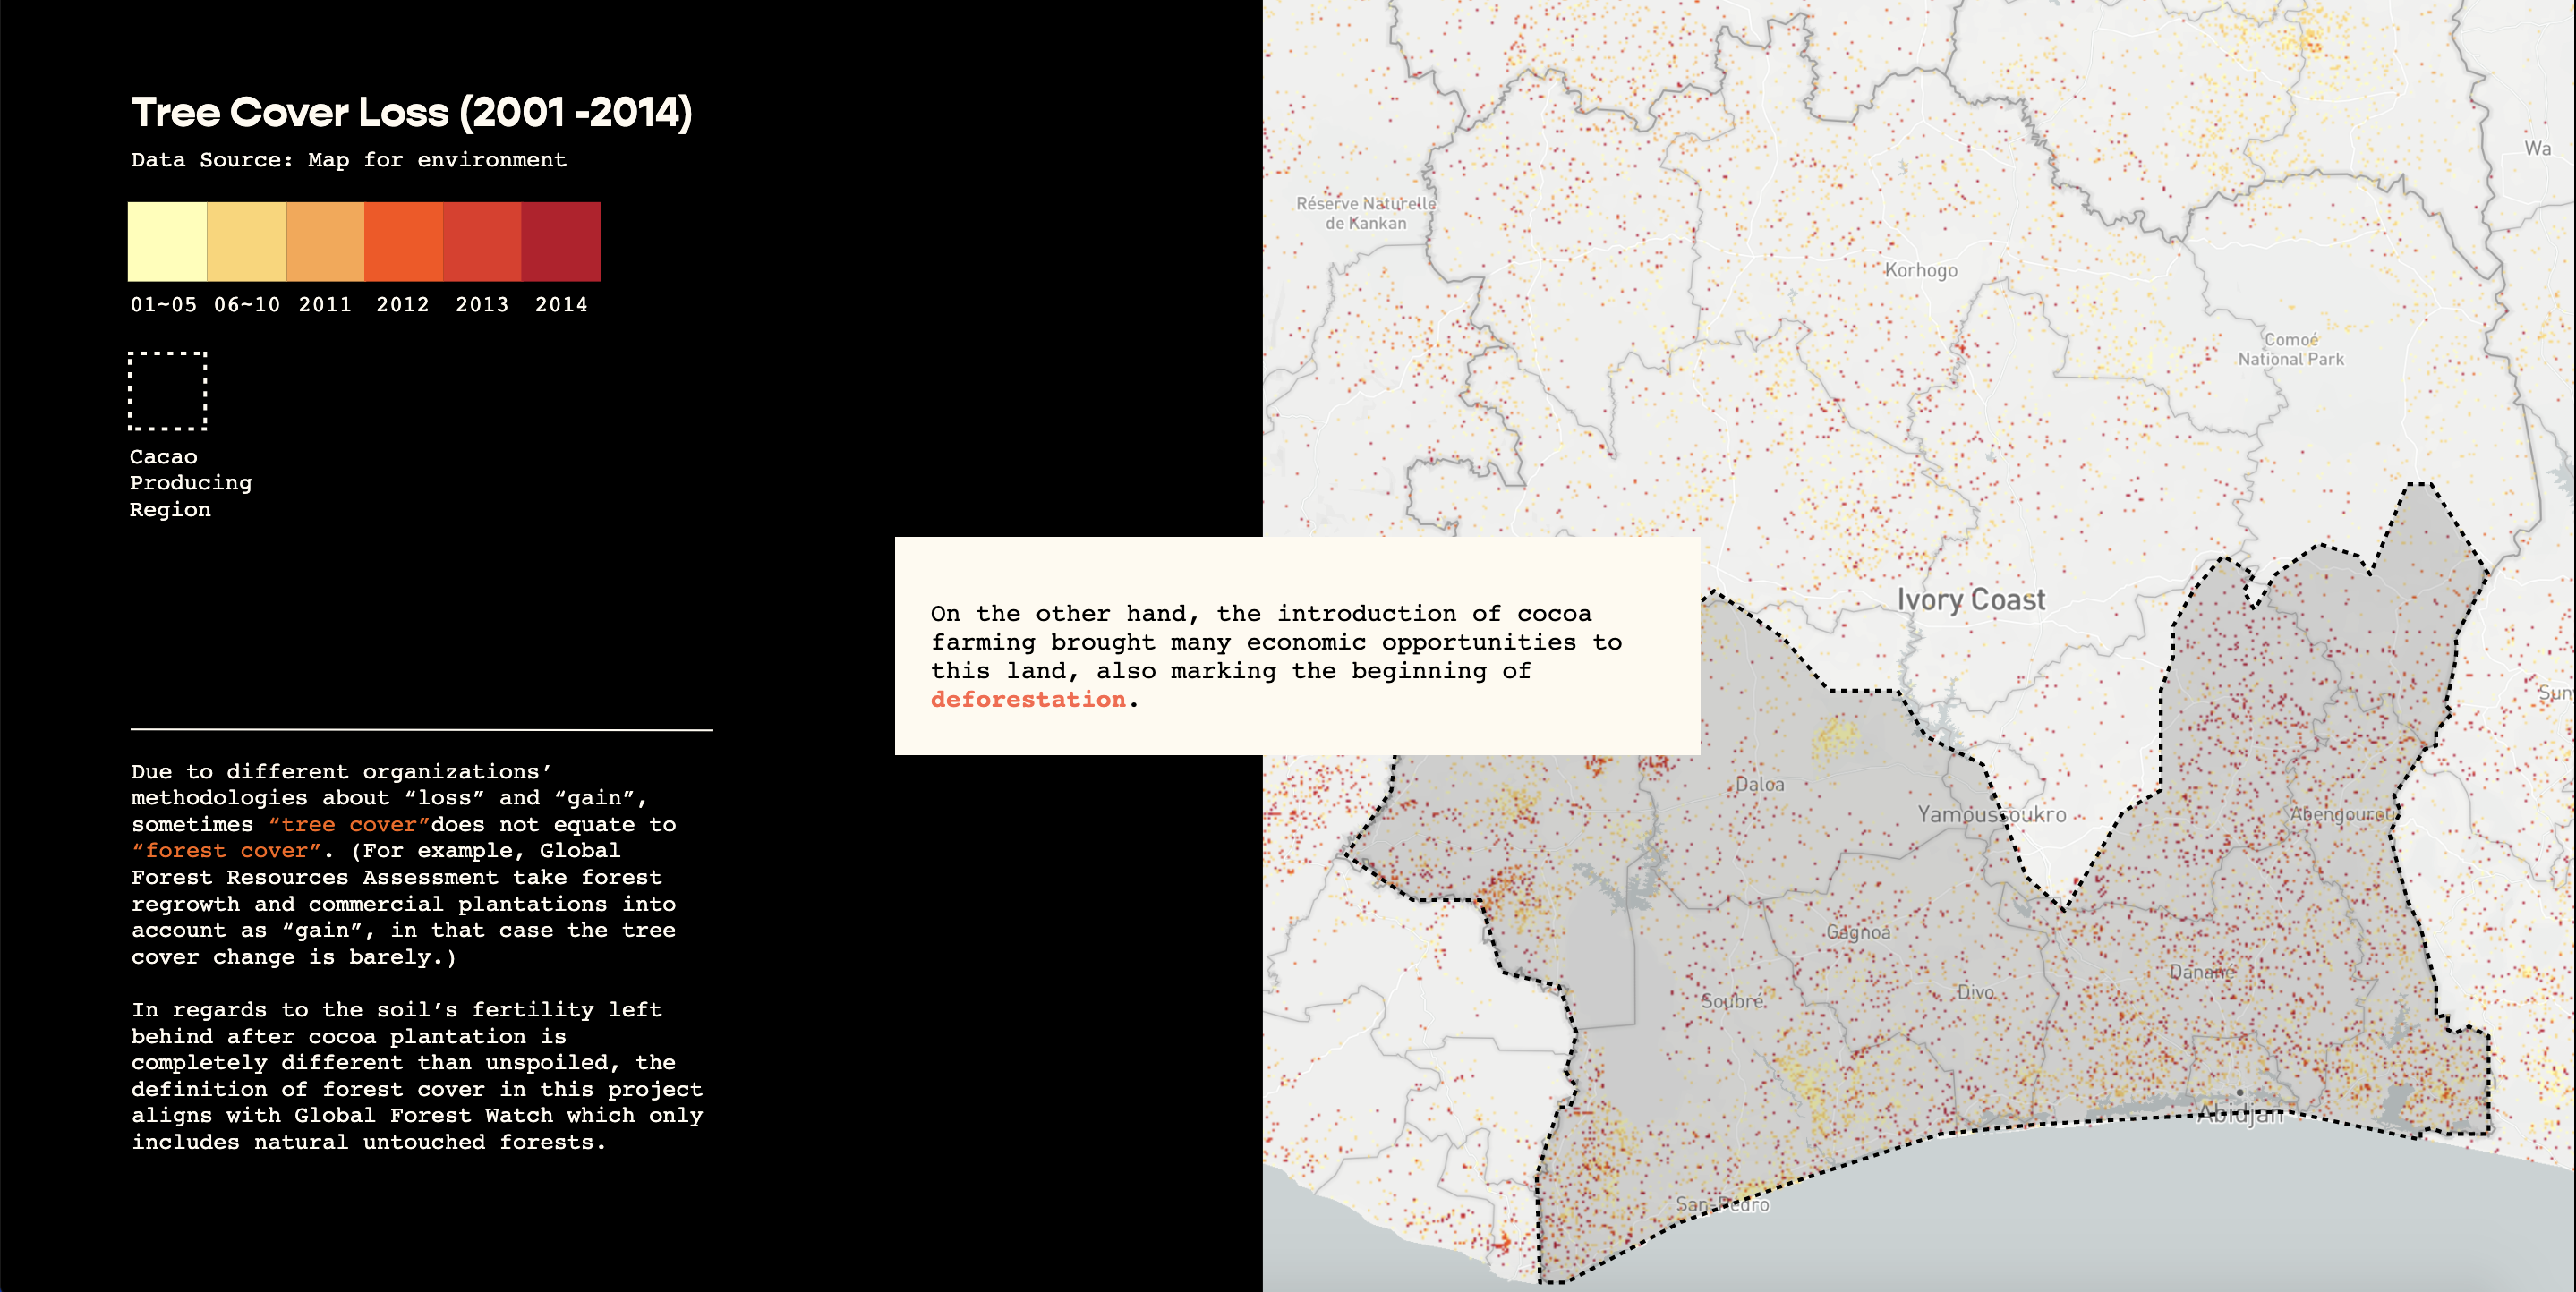 Tree Cover Loss (2001 -2014)
Data Source: Map for environment
01~05 06~10 2011 2012 2013 2014
Cacao
Producing
Region
Due to different organizations’
methodologies about “loss” and “gain”,
sometimes “tree cover”does not equate to
“forest cover”. (For example, Global
Forest Resources Assessment take forest
regrowth and commercial plantations into
account as “gain”, in that case the tree
cover change is barely.)
In regards to the soil’s fertility left
behind after cocoa plantation is
completely different than unspoiled, the
definition of forest cover in this project
aligns with Global Forest Watch which only
includes natural untouched forests.
On the other hand, the introduction of cocoa
farming brought many economic opportunities to
this land, also marking the beginning of
deforestation.
Wa
Réserve Naturelle
de Kankan
Korhogo
Comoé
National Park
Ivory Coast
Daloa
Yamoussoukro
Abengourou
Gagnoa
Danané
Divo
Soubré
Abidjan
San-Pedro